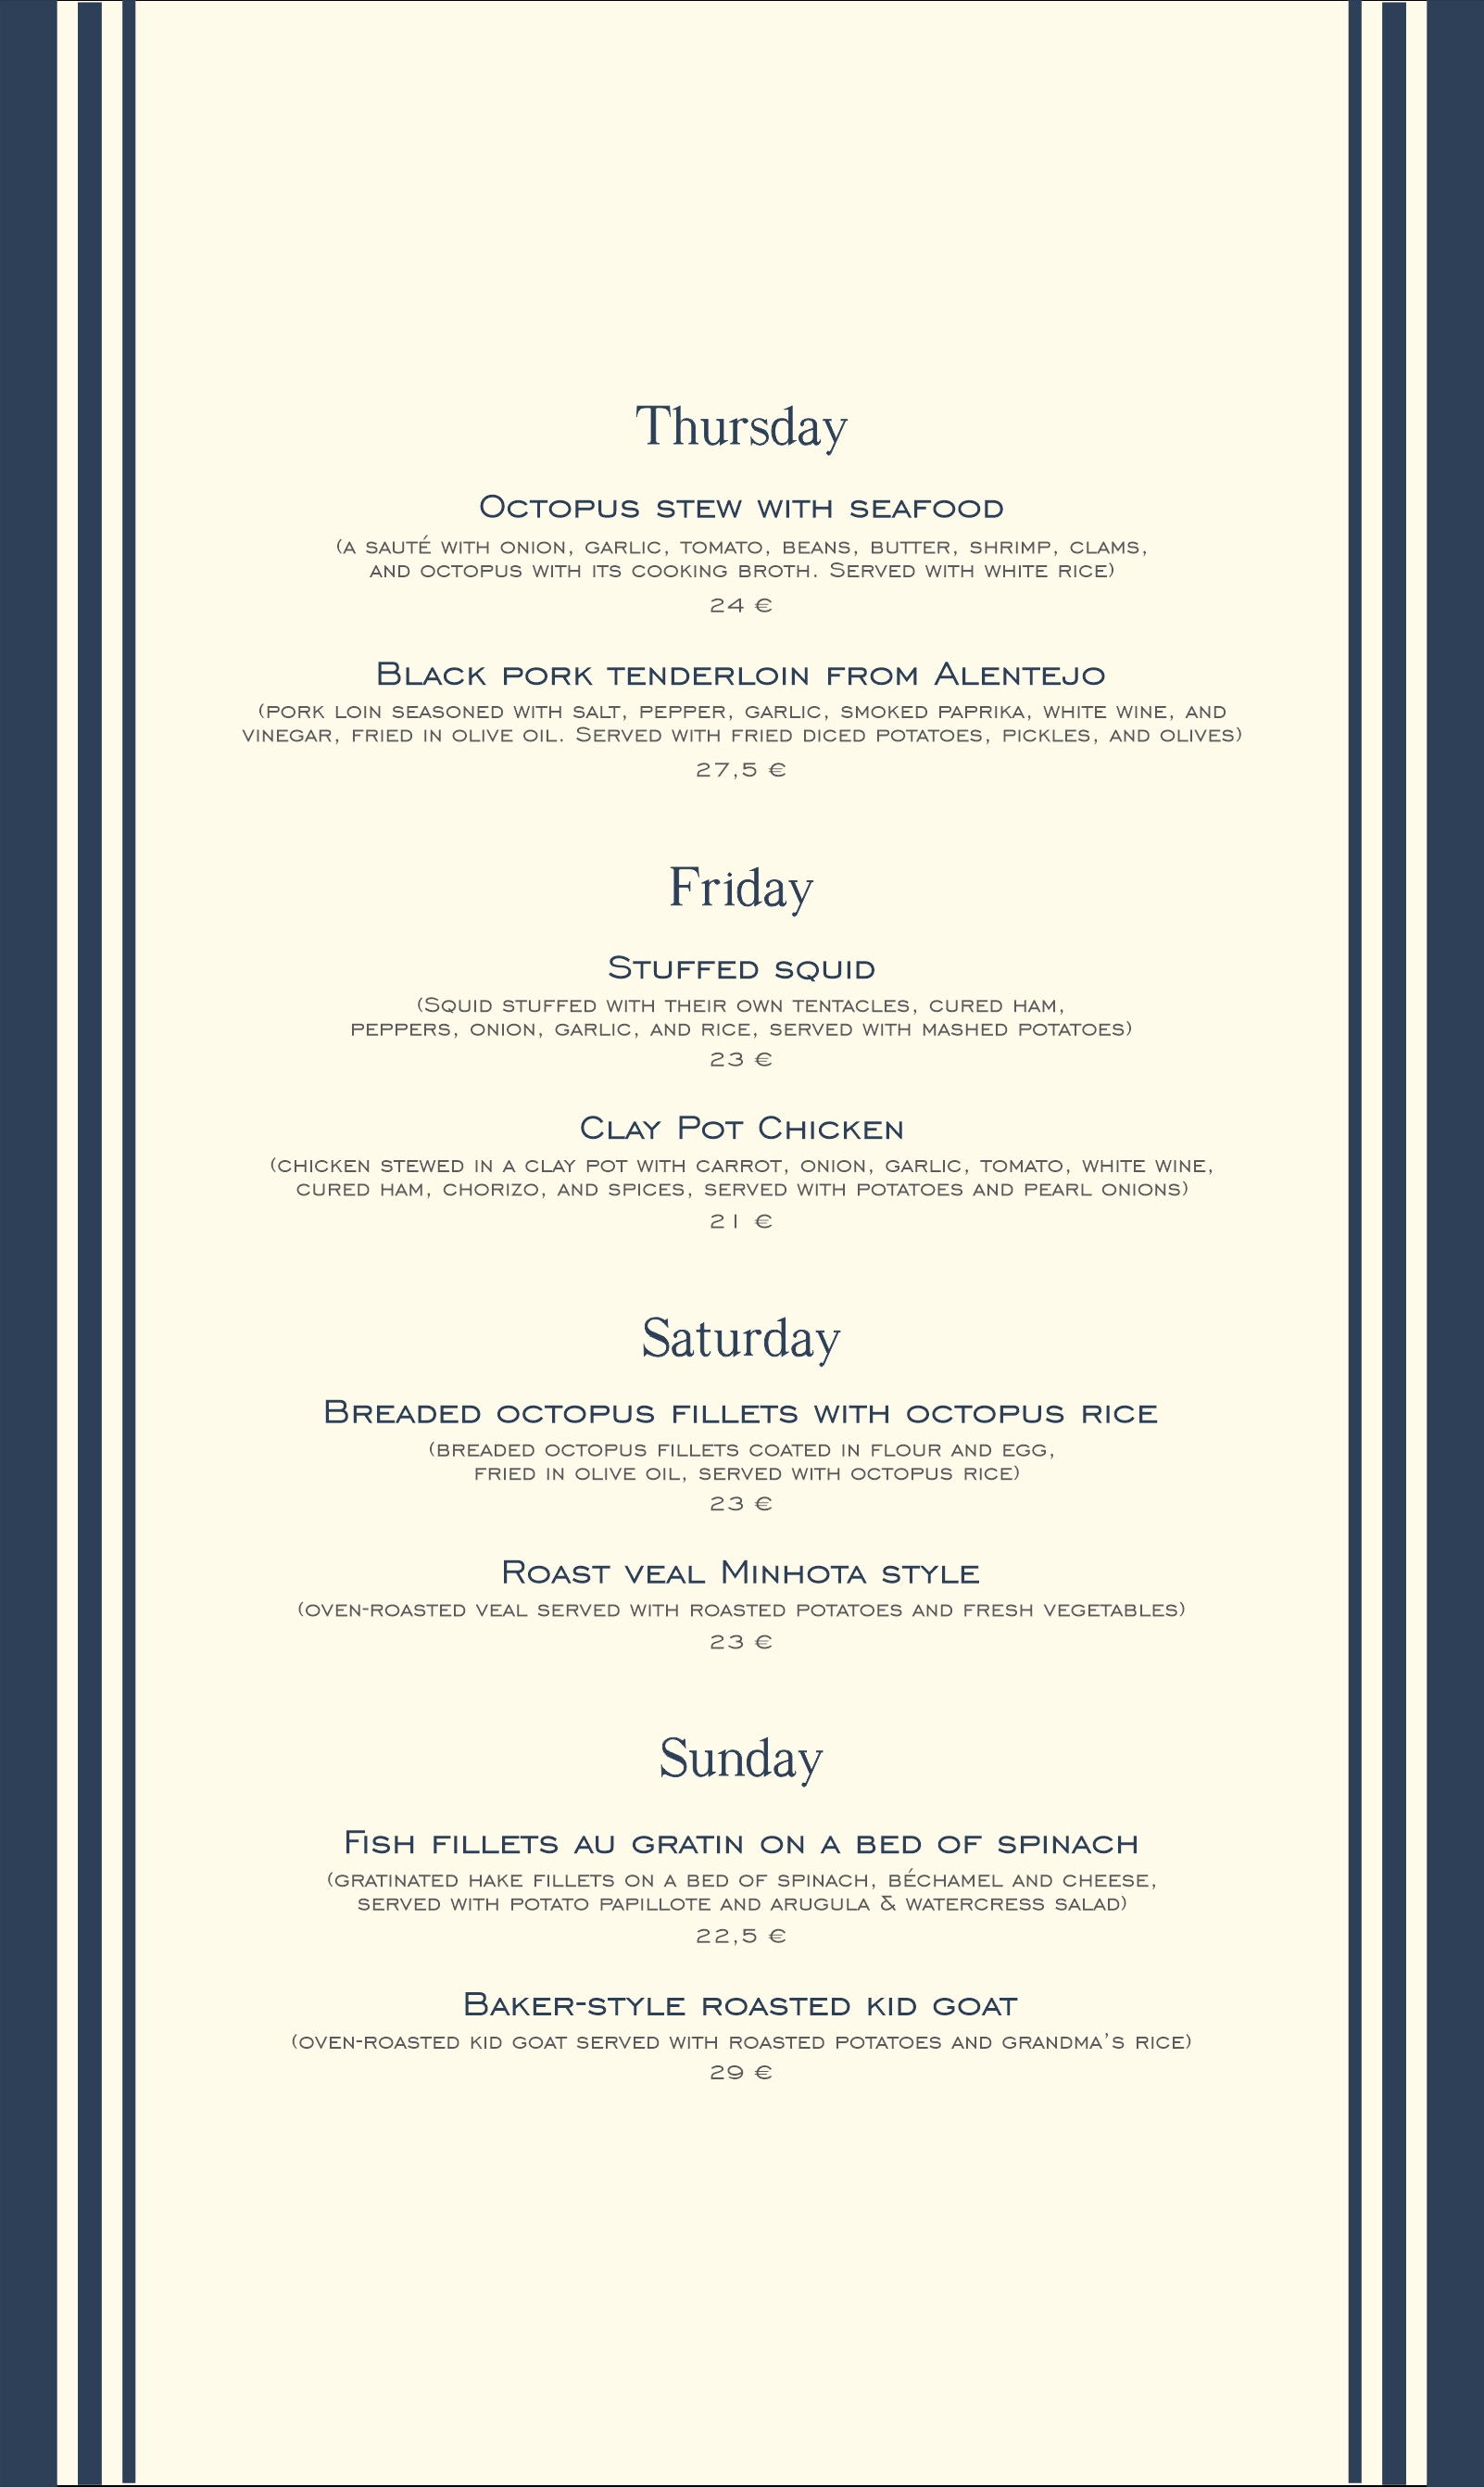 Thursday
Octopus stew with seafood
(a sauté with onion, garlic, tomato, beans, butter, shrimp, clams,
and octopus with its cooking broth. Served with white rice)
24 €
Black pork tenderloin from Alentejo
(pork loin seasoned with salt, pepper, garlic, smoked paprika, white wine, and
vinegar, fried in olive oil. Served with fried diced potatoes, pickles, and olives)
27,5 €
Friday
Stuffed squid
(Squid stuffed with their own tentacles, cured ham,
peppers, onion, garlic, and rice, served with mashed potatoes)
23 €
Clay Pot Chicken
(chicken stewed in a clay pot with carrot, onion, garlic, tomato, white wine,
cured ham, chorizo, and spices, served with potatoes and pearl onions)
21 €
Saturday
Breaded octopus fillets with octopus rice
(breaded octopus fillets coated in flour and egg,
fried in olive oil, served with octopus rice)
23 €
Roast veal Minhota style
(oven-roasted veal served with roasted potatoes and fresh vegetables)
23 €
Sunday
Fish fillets au gratin on a bed of spinach
(gratinated hake fillets on a bed of spinach, béchamel and cheese,
served with potato papillote and arugula & watercress salad)
22,5 €
Baker-style roasted kid goat
(oven-roasted kid goat served with roasted potatoes and grandma's rice)
29 €